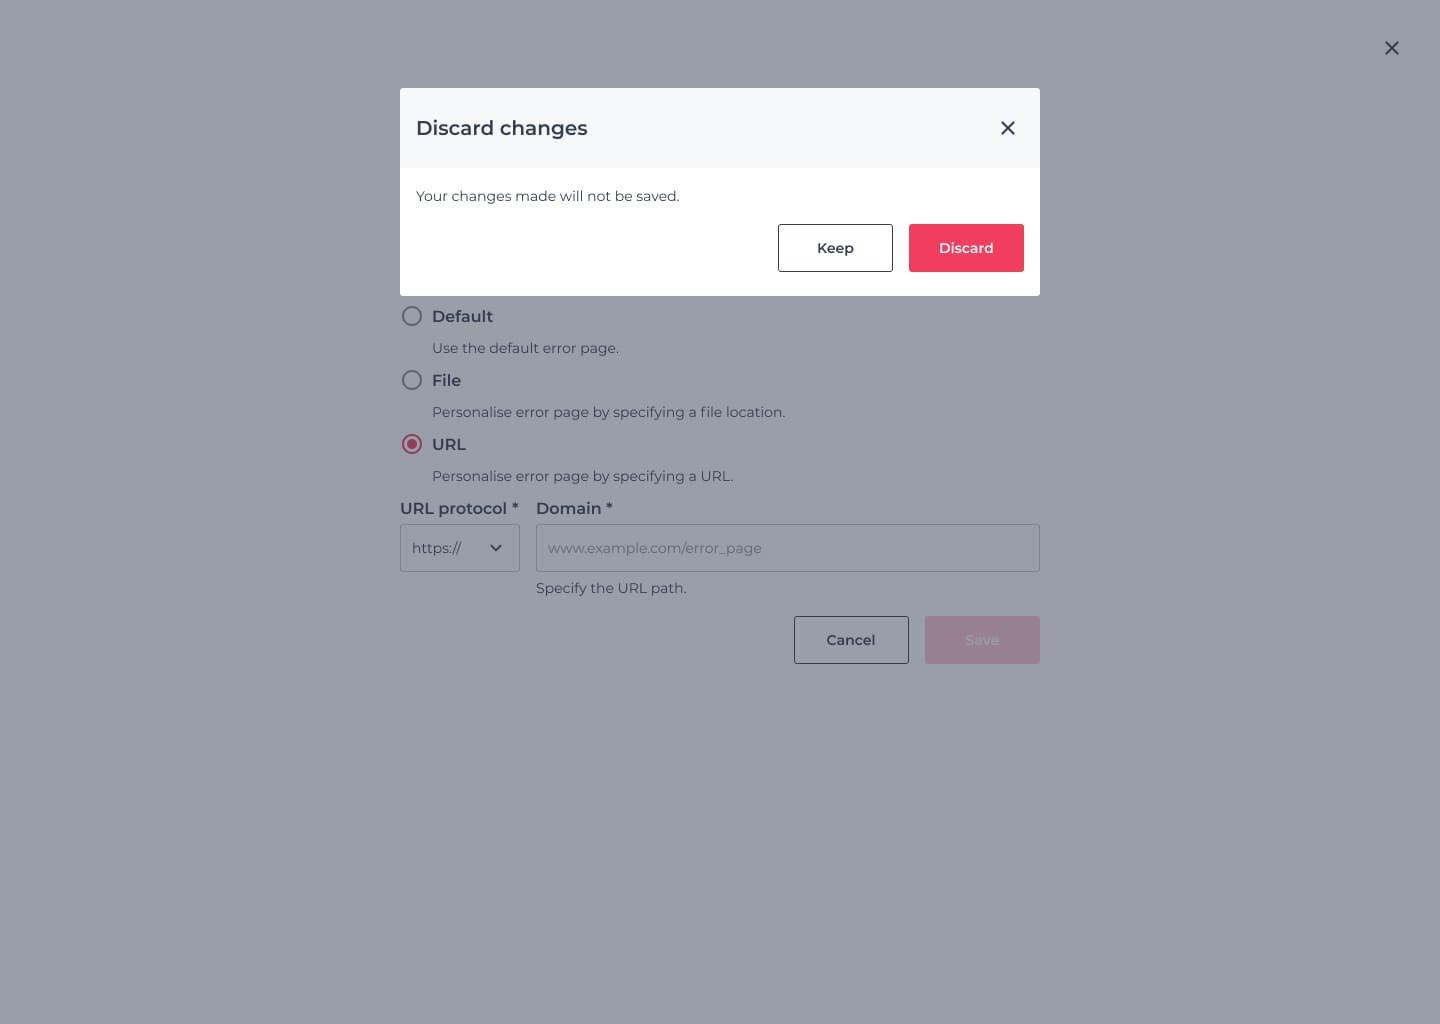 Discard changes
Your changes made will not be saved.
Keep
Discard
Default
Use the default error page.
File
Personalise error page by specifying a file location.
URL
Personalise error page by specifying a URL.
URL protocol * Domain *
https:// www.example.com/error_page
Specify the URL path.
Cancel
Save